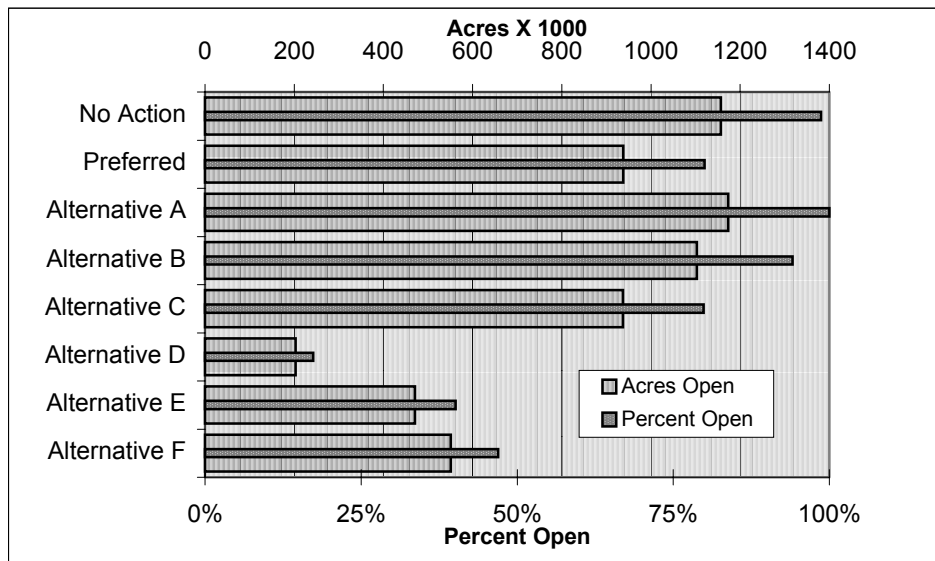 Acres X 1000
0 200 400 600 800 1000 1200 1400
No Action
Preferred
Alternative A
Alternative B
Alternative C
Alternative D
Alternative E
Alternative F
Acres Open
Percent Open
0% 25% 50% 75% 100%
Percent Open